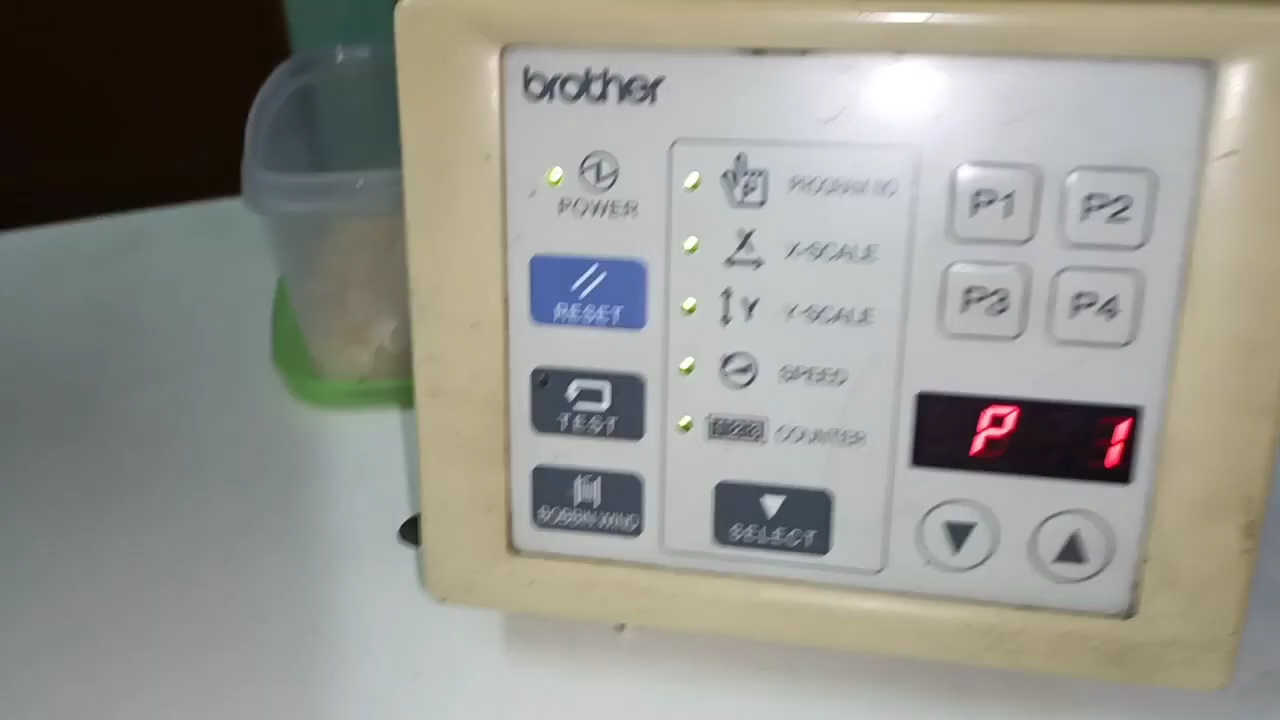 brother
POWER
PROGRAM NO
X-SCALE
Y-SCALE
SPEED
COUNTER
RESET
TEST
BOBBIN WIND
SELECT
P1 P2
P3 P4
P 1